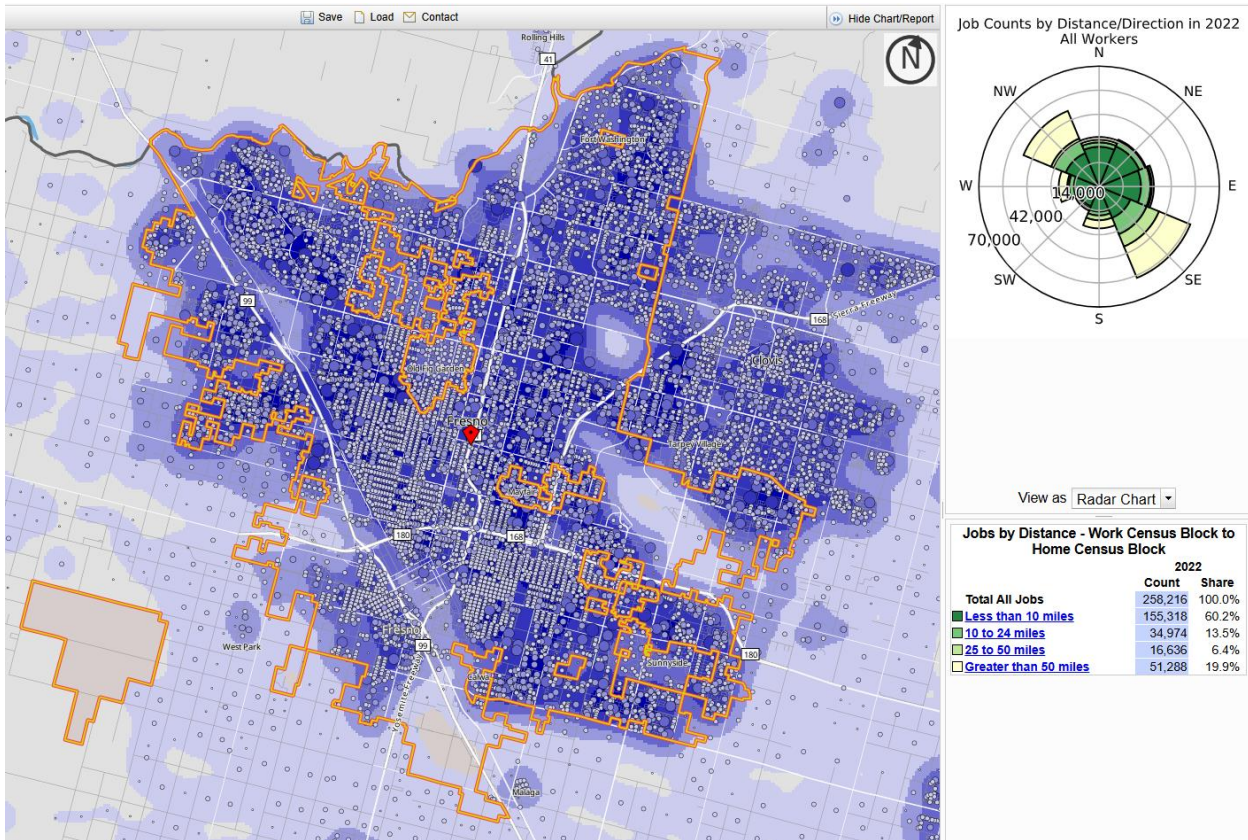 Save Load Contact
Hide Chart/Report
Rolling Hills
41
N
Fort Washington
99
Sierra Freeway
168
Clovis
Old Fig Garden
Fresno
Tarpey Village
Mayfair
180
168
West Park
Fresno
99
Calwa
Sunnyside
180
Yosemite Freeway
Malaga
Job Counts by Distance/Direction in 2022
All Workers
N
NW NE
W E
14,000
42,000
70,000
SW SE
S
View as Radar Chart
Jobs by Distance - Work Census Block to
Home Census Block
2022
Count Share
Total All Jobs 258,216 100.0%
Less than 10 miles 155,318 60.2%
10 to 24 miles 34,974 13.5%
25 to 50 miles 16,636 6.4%
Greater than 50 miles 51,288 19.9%